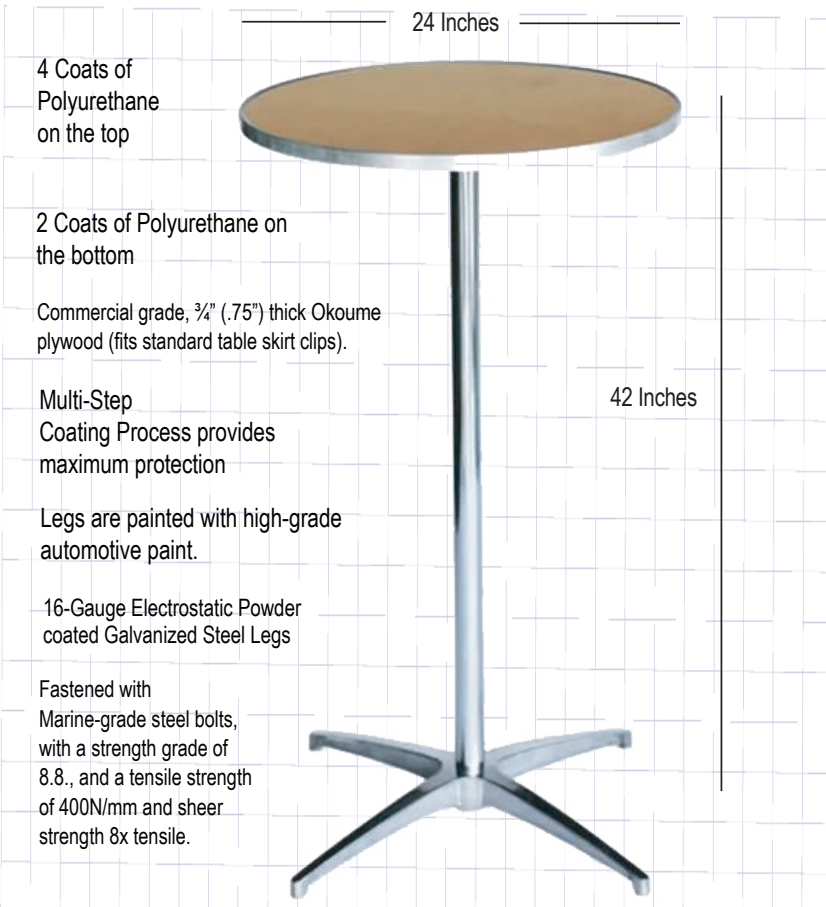 24 Inches
4 Coats of
Polyurethane
on the top
2 Coats of Polyurethane on
the bottom
Commercial grade, ¾” (.75”) thick Okoume
plywood (fits standard table skirt clips).
42 Inches
Multi-Step
Coating Process provides
maximum protection
Legs are painted with high-grade
automotive paint.
16-Gauge Electrostatic Powder
coated Galvanized Steel Legs
Fastened with
Marine-grade steel bolts,
with a strength grade of
8.8., and a tensile strength
of 400N/mm and sheer
strength 8x tensile.